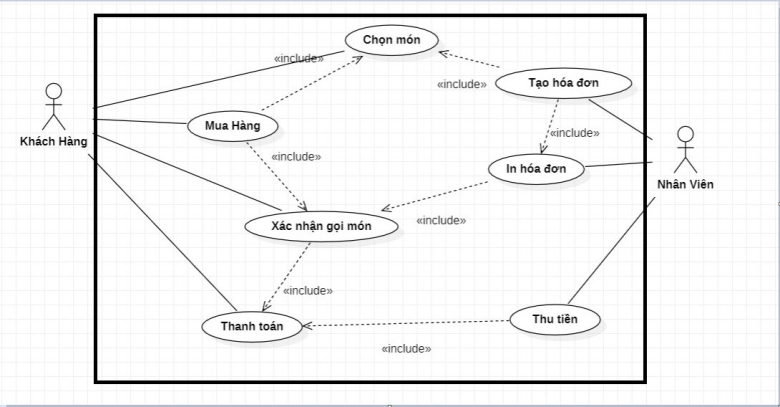 Chọn món
«include»
«include»
Tạo hóa đơn
Khách Hàng
Mua Hàng
«include»
«include»
In hóa đơn
Nhân Viên
«include»
Xác nhận gọi món
«include»
Thanh toán
Thu tiền
«include»